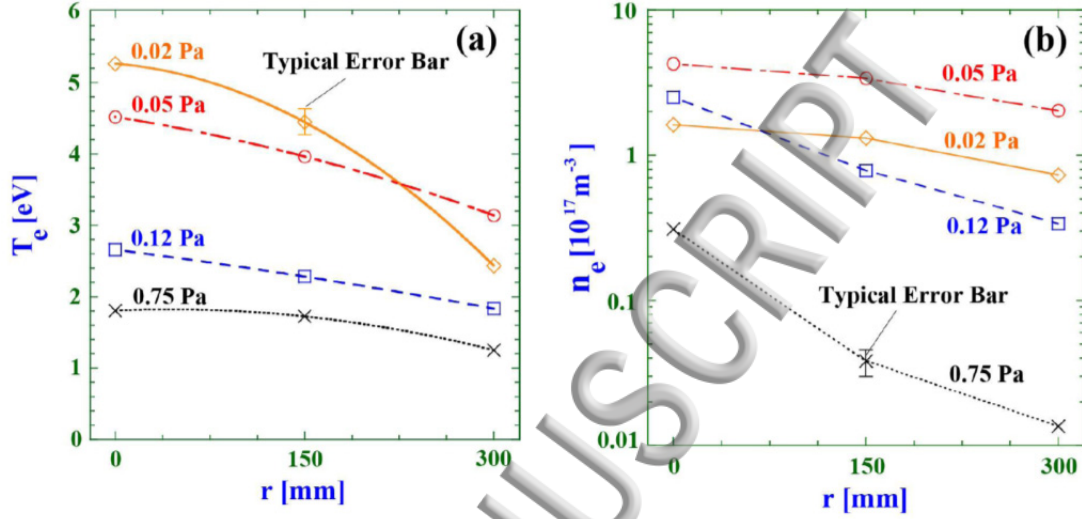 (a)
0.02 Pa
Typical Error Bar
0.05 Pa
0.12 Pa
0.75 Pa
T_e [eV]
6
5
4
3
2
1
0
0
150
300
r [mm]
(b)
0.05 Pa
0.02 Pa
0.12 Pa
Typical Error Bar
0.75 Pa
n_e [10^17 m^-3]
10
1
0.1
0.01
0
150
300
r [mm]
USCRIPT